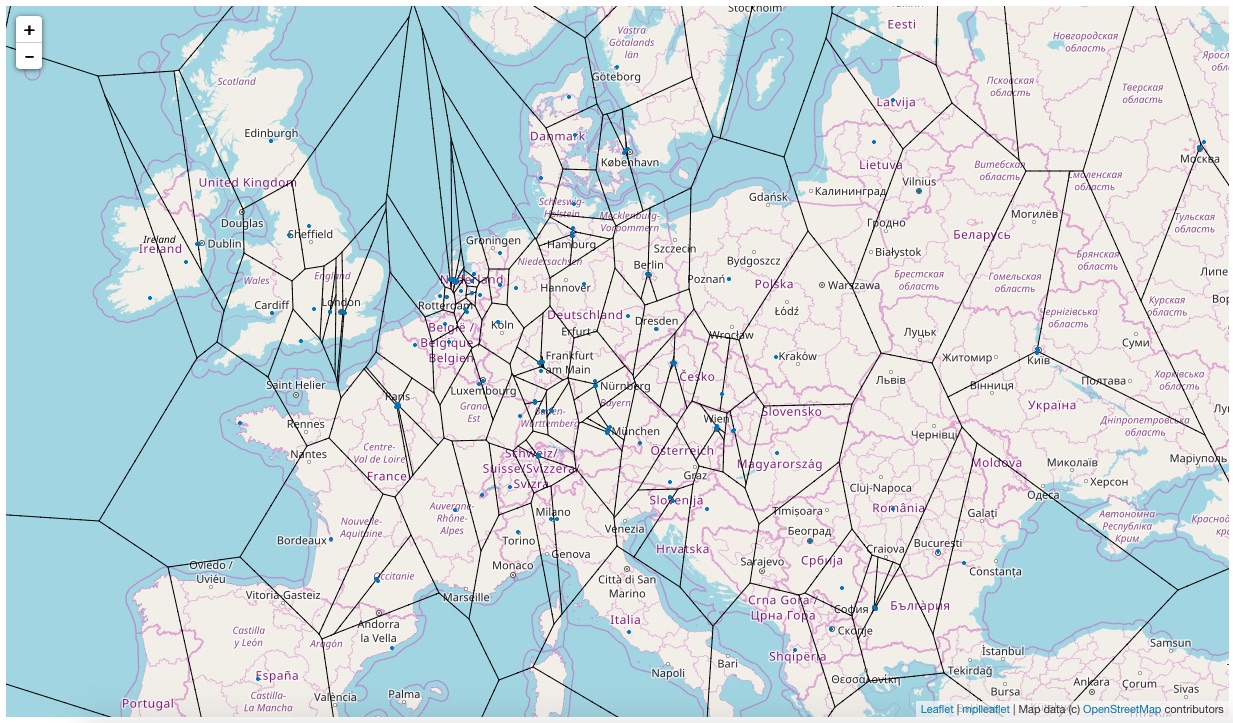 +
−
Stockholm
Eesti
Västra
Götalands
län
Новгородская
область
Göteborg
Псковская
область
Тверская
область
Scotland
Latvija
Edinburgh
Danmark
København
Москва
Lietuva
Витебская
область
Смоленская
область
United Kingdom
Vilnius
Калининград
Gdańsk
Schleswig-
Holstein
Mecklenburg-
Vorpommern
Могилёв
Тульская
область
Douglas
Гродно
Беларусь
Ireland
Ireland
Dublin
Sheffield
Groningen
Hamburg
Szczecin
Białystok
Niedersachsen
Berlin
Bydgoszcz
Брянская
область
Wales
England
Nederland
Hannover
Poznań
Polska
Warszawa
Брестская
область
Гомельская
область
Cardiff
London
Rotterdam
Deutschland
Łódź
Курская
область
Чернігівська
область
België /
Belgique /
Belgien
Köln
Erfurt
Dresden
Wrocław
Луцьк
Суми
Frankfurt
am Main
Kraków
Житомир
Київ
Saint Helier
Luxembourg
Nürnberg
Česko
Львів
Вінниця
Полтава
Харківська
область
Paris
Grand
Est
Baden-
Württemberg
Bayern
Slovensko
Україна
Rennes
Wien
München
Чернівці
Дніпропетровська
область
Nantes
Centre-
Val de Loire
France
Schweiz/
Suisse/Svizzera/
Svizra
Österreich
Magyarország
Moldova
Миколаїв
Маріуполь
Graz
Херсон
Cluj-Napoca
Одеса
Slovenija
Auvergne-
Rhône-
Alpes
Milano
Timișoara
România
Galați
Автономна
Республіка
Крим
Nouvelle-
Aquitaine
Venezia
Београд
Bordeaux
Torino
Hrvatska
București
Genova
Craiova
Oviedo /
Uviéu
Monaco
Sarajevo
Србија
Constanța
Occitanie
Città di San
Marino
Vitoria-Gasteiz
Marseille
Crna Gora /
Црна Гора
София
България
Andorra
la Vella
Italia
Скопје
Castilla
y León
Aragón
Samsun
İstanbul
Shqipëria
Bari
Napoli
Tekirdağ
España
Θεσσαλονίκη
Ankara
Çorum
Sivas
Castilla-
La Mancha
València
Palma
Bursa
Portugal
Leaflet | mplleaflet | Map data (c) OpenStreetMap contributors